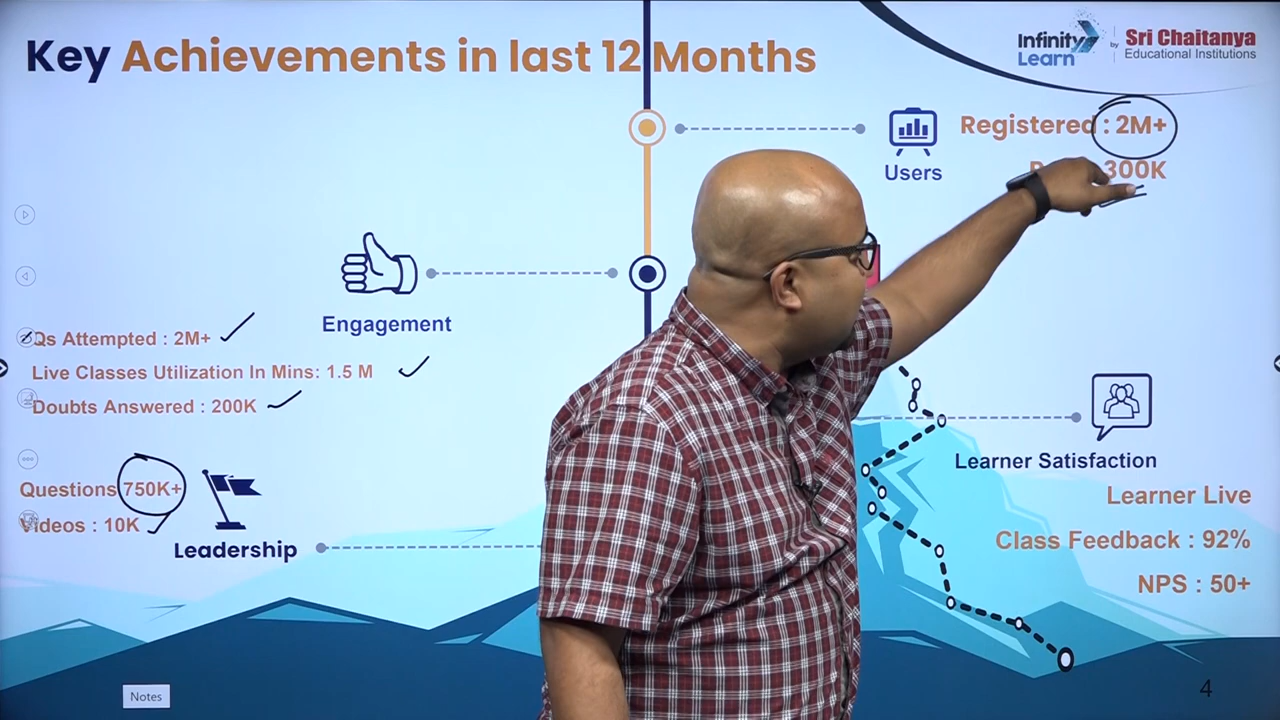 Key Achievements in last 12 Months
Infinity Learn
by
Sri Chaitanya
Educational Institutions
Registered : 2M+
300K
Users
Engagement
Qs Attempted : 2M+
Live Classes Utilization In Mins: 1.5 M
Doubts Answered : 200K
Questions 750K+
Videos : 10K
Leadership
Learner Satisfaction
Learner Live
Class Feedback : 92%
NPS : 50+
Notes
4